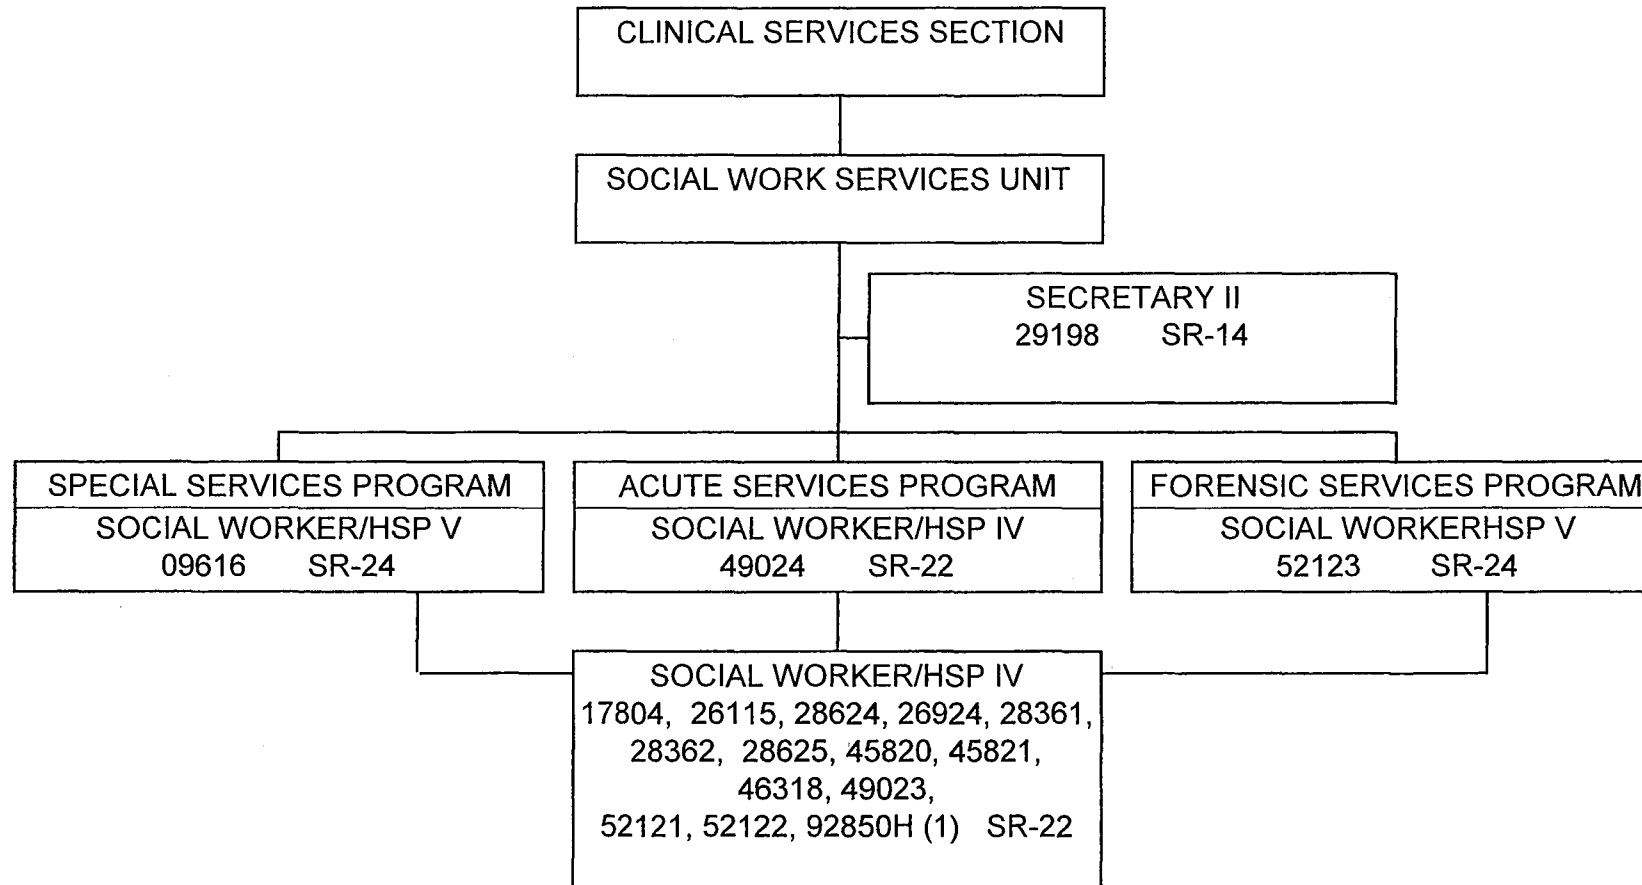 CLINICAL SERVICES SECTION
SOCIAL WORK SERVICES UNIT
SECRETARY II
29198 SR-14
SPECIAL SERVICES PROGRAM
SOCIAL WORKER/HSP V
09616 SR-24
ACUTE SERVICES PROGRAM
SOCIAL WORKER/HSP IV
49024 SR-22
FORENSIC SERVICES PROGRAM
SOCIAL WORKERHSP V
52123 SR-24
SOCIAL WORKER/HSP IV
17804, 26115, 28624, 26924, 28361,
28362, 28625, 45820, 45821,
46318, 49023,
52121, 52122, 92850H (1) SR-22